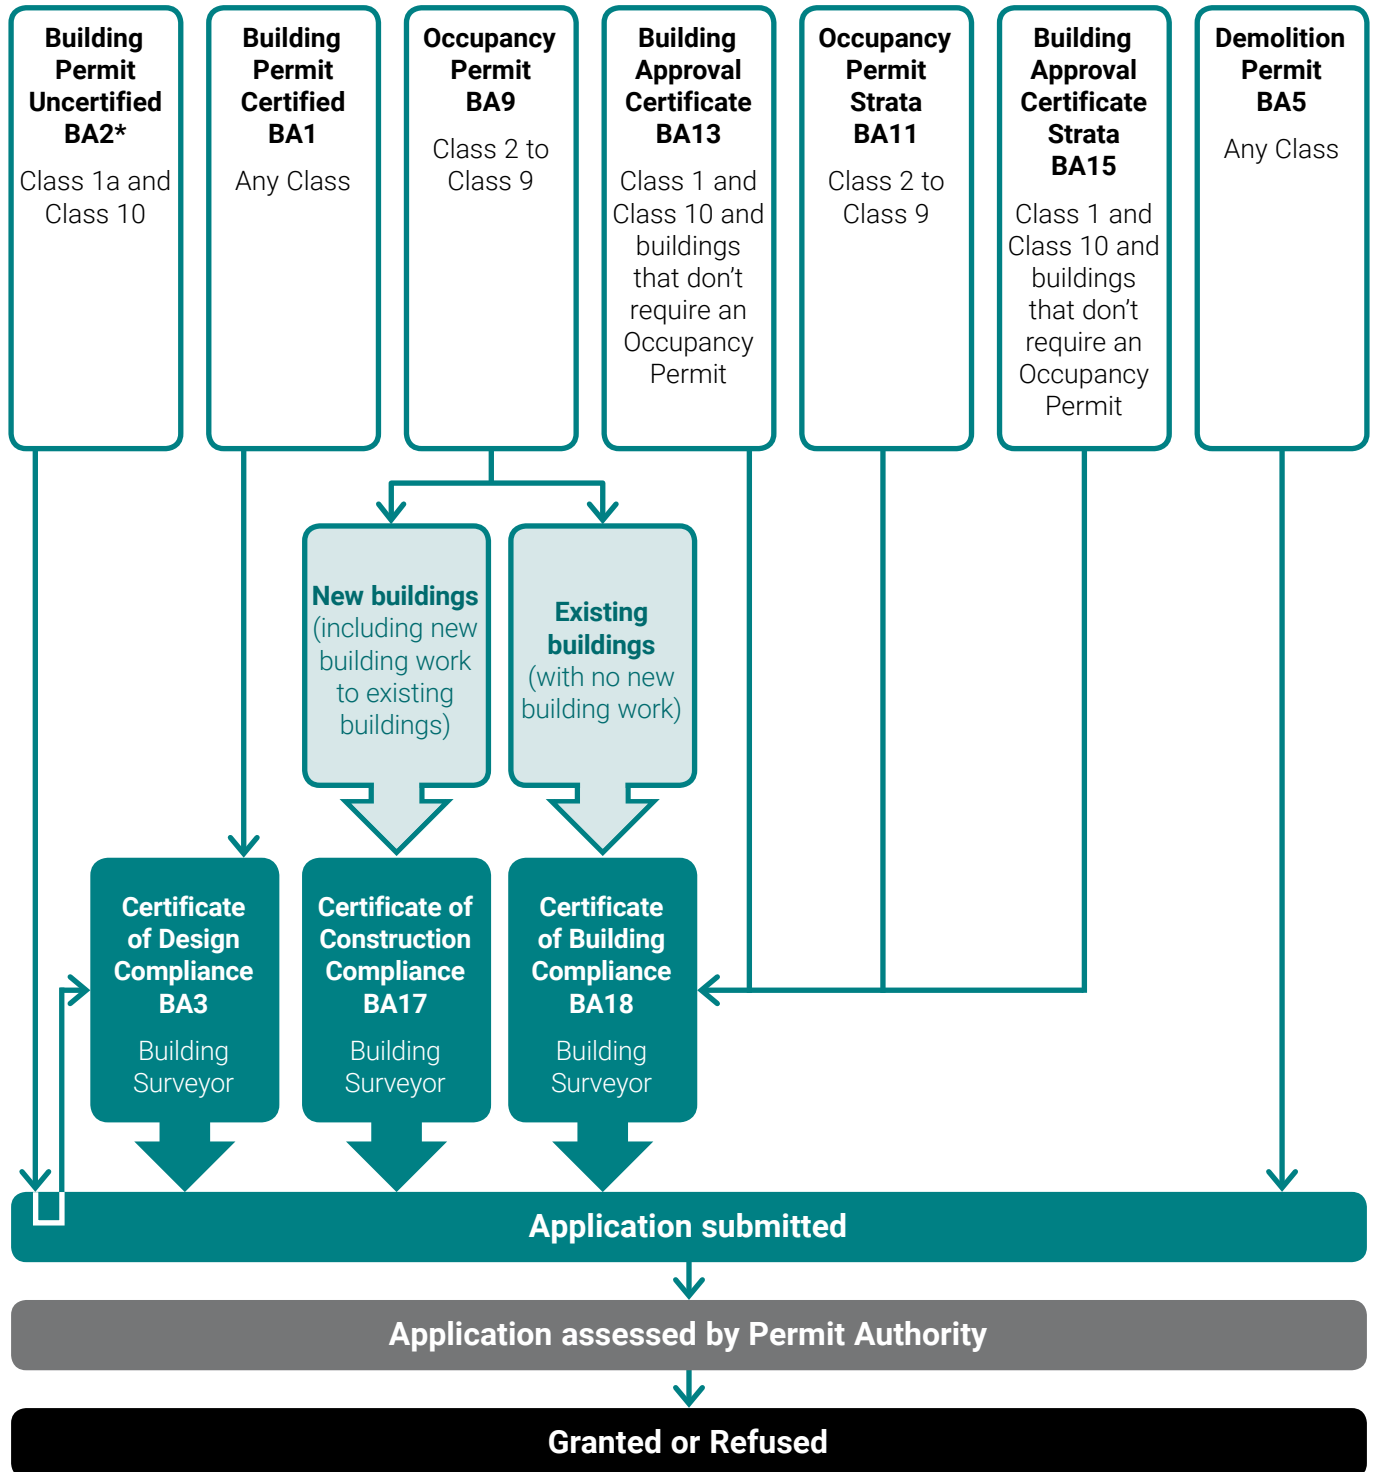 Building
Permit
Uncertified
BA2*
Class 1a and
Class 10
Building
Permit
Certified
BA1
Any Class
Occupancy
Permit
BA9
Class 2 to
Class 9
Building
Approval
Certificate
BA13
Class 1 and
Class 10 and
buildings
that don’t
require an
Occupancy
Permit
Occupancy
Permit
Strata
BA11
Class 2 to
Class 9
Building
Approval
Certificate
Strata
BA15
Class 1 and
Class 10 and
buildings
that don’t
require an
Occupancy
Permit
Demolition
Permit
BA5
Any Class
New buildings
(including new
building work
to existing
buildings)
Existing
buildings
(with no new
building work)
Certificate
of Design
Compliance
BA3
Building
Surveyor
Certificate of
Construction
Compliance
BA17
Building
Surveyor
Certificate
of Building
Compliance
BA18
Building
Surveyor
Application submitted
Application assessed by Permit Authority
Granted or Refused